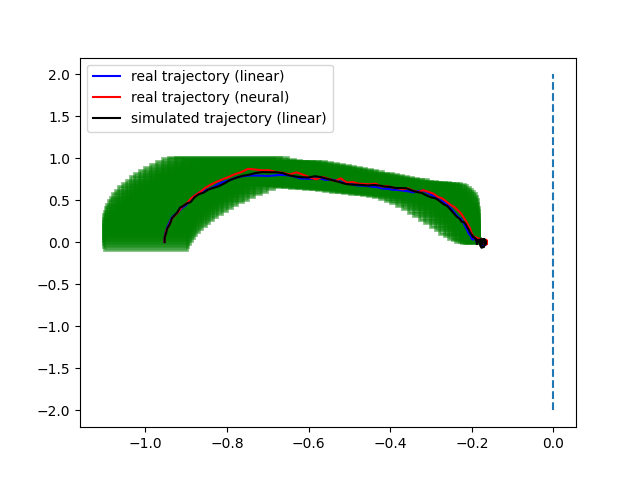 real trajectory (linear)
real trajectory (neural)
simulated trajectory (linear)
2.0
1.5
1.0
0.5
0.0
−0.5
−1.0
−1.5
−2.0
−1.0 −0.8 −0.6 −0.4 −0.2 0.0